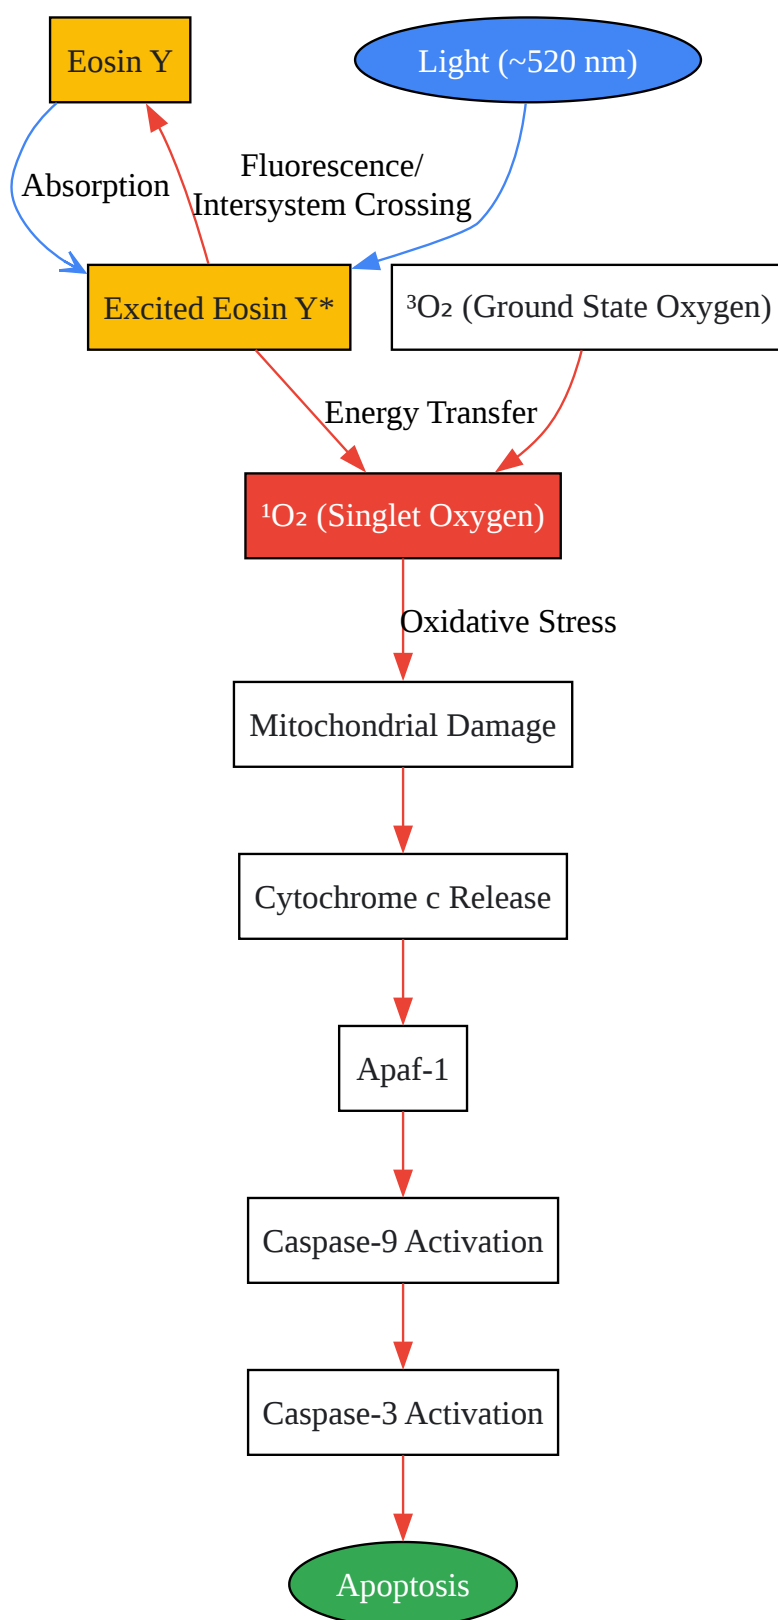 Eosin Y
Light (~520 nm)
Absorption
Fluorescence/
Intersystem Crossing
Excited Eosin Y*
³O₂ (Ground State Oxygen)
Energy Transfer
¹O₂ (Singlet Oxygen)
Oxidative Stress
Mitochondrial Damage
Cytochrome c Release
Apaf-1
Caspase-9 Activation
Caspase-3 Activation
Apoptosis